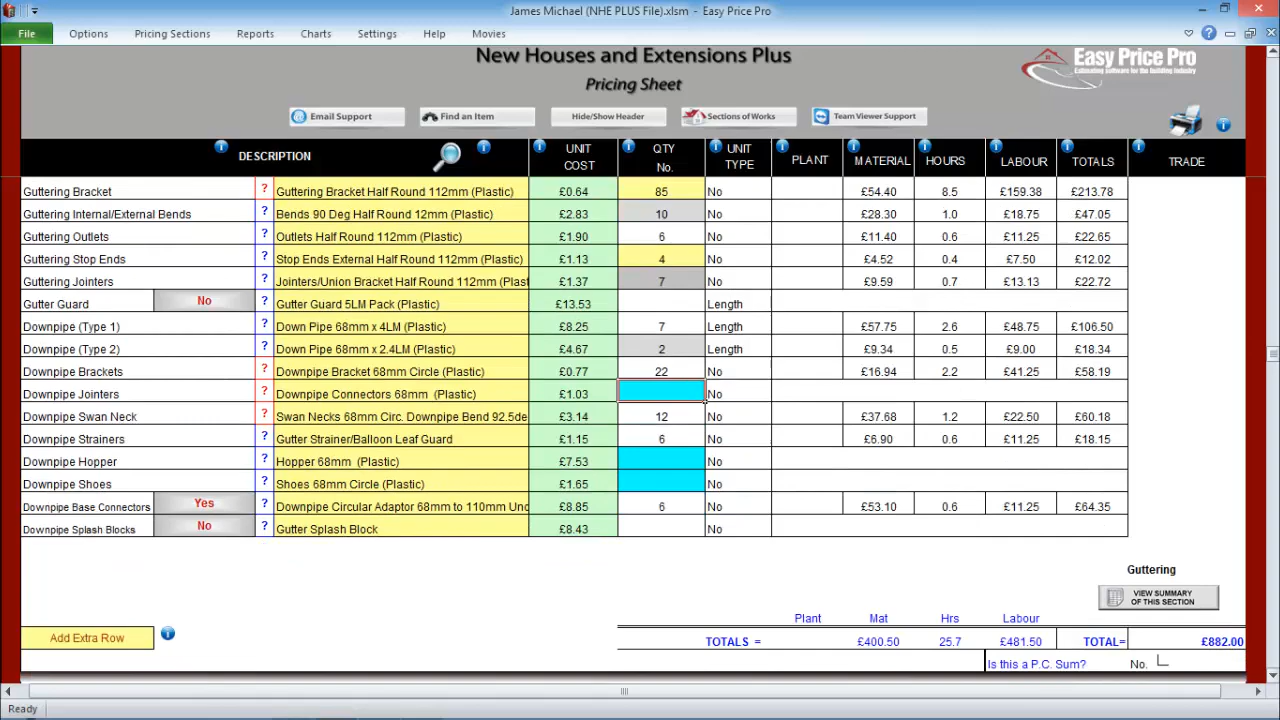 James Michael (NHE PLUS File).xlsm - Easy Price Pro
File Options Pricing Sections Reports Charts Settings Help Movies
New Houses and Extensions Plus
Easy Price Pro
Estimating software for the building industry
Pricing Sheet
Email Support Find an Item Hide/Show Header Sections of Works Team Viewer Support
DESCRIPTION UNIT COST QTY No. UNIT TYPE PLANT MATERIAL HOURS LABOUR TOTALS TRADE
Guttering Bracket ? Guttering Bracket Half Round 112mm (Plastic) £0.64 85 No £54.40 8.5 £159.38 £213.78
Guttering Internal/External Bends ? Bends 90 Deg Half Round 12mm (Plastic) £2.83 10 No £28.30 1.0 £18.75 £47.05
Guttering Outlets ? Outlets Half Round 112mm (Plastic) £1.90 6 No £11.40 0.6 £11.25 £22.65
Guttering Stop Ends ? Stop Ends External Half Round 112mm (Plastic) £1.13 4 No £4.52 0.4 £7.50 £12.02
Guttering Jointers ? Jointers/Union Bracket Half Round 112mm (Plast £1.37 7 No £9.59 0.7 £13.13 £22.72
Gutter Guard No ? Gutter Guard 5LM Pack (Plastic) £13.53 Length
Downpipe (Type 1) ? Down Pipe 68mm x 4LM (Plastic) £8.25 7 Length £57.75 2.6 £48.75 £106.50
Downpipe (Type 2) ? Down Pipe 68mm x 2.4LM (Plastic) £4.67 2 Length £9.34 0.5 £9.00 £18.34
Downpipe Brackets ? Downpipe Bracket 68mm Circle (Plastic) £0.77 22 No £16.94 2.2 £41.25 £58.19
Downpipe Jointers ? Downpipe Connectors 68mm (Plastic) £1.03 No
Downpipe Swan Neck ? Swan Necks 68mm Circ. Downpipe Bend 92.5de £3.14 12 No £37.68 1.2 £22.50 £60.18
Downpipe Strainers ? Gutter Strainer/Balloon Leaf Guard £1.15 6 No £6.90 0.6 £11.25 £18.15
Downpipe Hopper ? Hopper 68mm (Plastic) £7.53 No
Downpipe Shoes ? Shoes 68mm Circle (Plastic) £1.65 No
Downpipe Base Connectors Yes ? Downpipe Circular Adaptor 68mm to 110mm Und £8.85 6 No £53.10 0.6 £11.25 £64.35
Downpipe Splash Blocks No ? Gutter Splash Block £8.43 No
Guttering
VIEW SUMMARY
OF THIS SECTION
Plant Mat Hrs Labour
Add Extra Row TOTALS = £400.50 25.7 £481.50 TOTAL= £882.00
Is this a P.C. Sum? No.
Ready